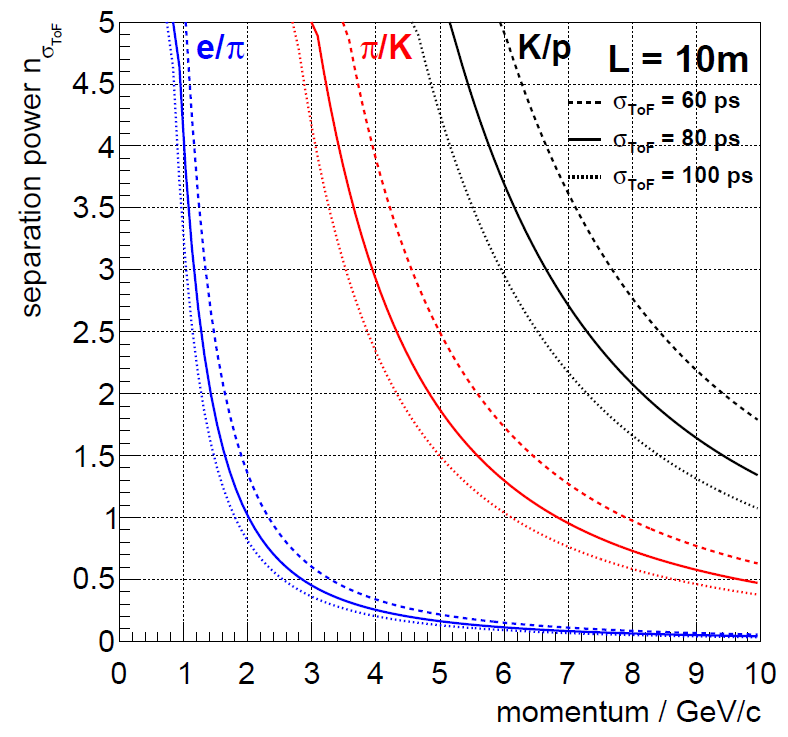 separation power nσToF
5
4.5
4
3.5
3
2.5
2
1.5
1
0.5
0
e/π
π/K
K/p
L = 10m
σToF = 60 ps
σToF = 80 ps
σToF = 100 ps
0 1 2 3 4 5 6 7 8 9 10
momentum / GeV/c